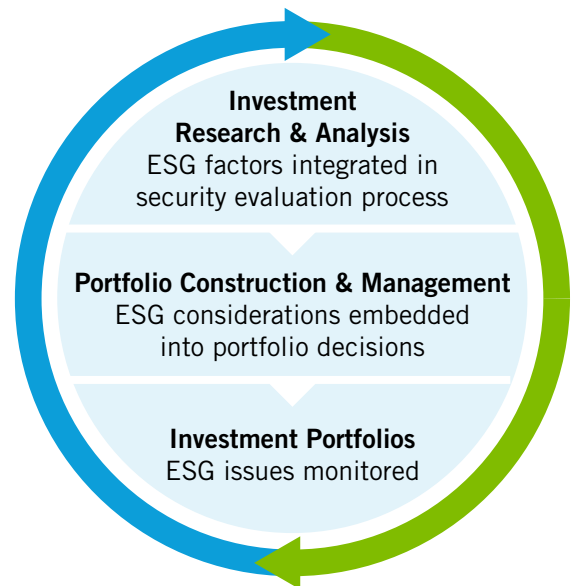 Investment
Research & Analysis
ESG factors integrated in
security evaluation process
Portfolio Construction & Management
ESG considerations embedded
into portfolio decisions
Investment Portfolios
ESG issues monitored